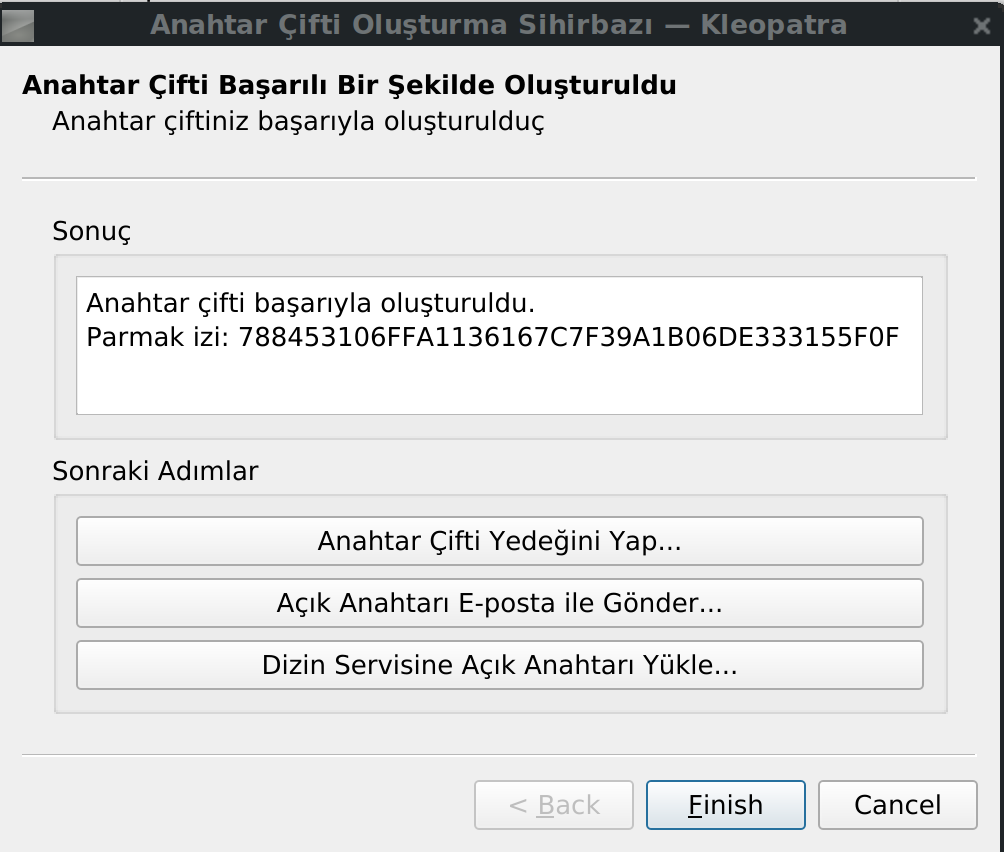 Anahtar Çifti Oluşturma Sihirbazı — Kleopatra
Anahtar Çifti Başarılı Bir Şekilde Oluşturuldu
Anahtar çiftiniz başarıyla oluşturulduç
Sonuç
Anahtar çifti başarıyla oluşturuldu.
Parmak izi: 788453106FFA1136167C7F39A1B06DE333155F0F
Sonraki Adımlar
Anahtar Çifti Yedeğini Yap...
Açık Anahtarı E-posta ile Gönder...
Dizin Servisine Açık Anahtarı Yükle...
< Back Finish Cancel